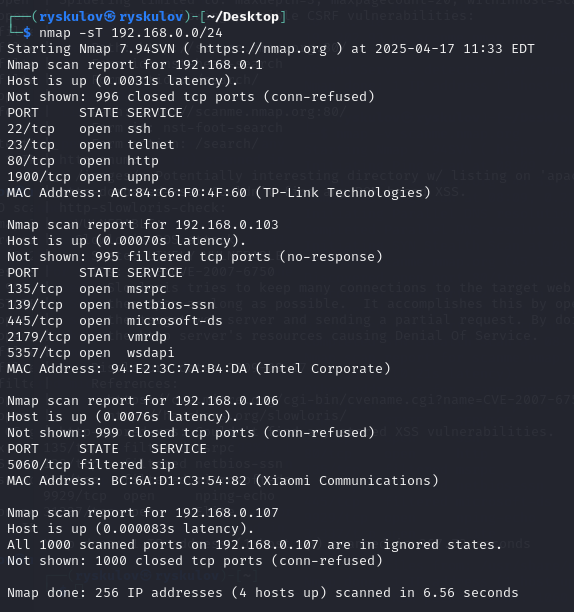 ┌──(ryskulov㉿ryskulov)-[~/Desktop]
└─$ nmap -sT 192.168.0.0/24
Starting Nmap 7.94SVN ( https://nmap.org ) at 2025-04-17 11:33 EDT
Nmap scan report for 192.168.0.1
Host is up (0.0031s latency).
Not shown: 996 closed tcp ports (conn-refused)
PORT     STATE SERVICE
22/tcp   open  ssh
23/tcp   open  telnet
80/tcp   open  http
1900/tcp open  upnp
MAC Address: AC:84:C6:F0:4F:60 (TP-Link Technologies)

Nmap scan report for 192.168.0.103
Host is up (0.00070s latency).
Not shown: 995 filtered tcp ports (no-response)
PORT     STATE SERVICE
135/tcp  open  msrpc
139/tcp  open  netbios-ssn
445/tcp  open  microsoft-ds
2179/tcp open  vmrdp
5357/tcp open  wsdapi
MAC Address: 94:E2:3C:7A:B4:DA (Intel Corporate)

Nmap scan report for 192.168.0.106
Host is up (0.0076s latency).
Not shown: 999 closed tcp ports (conn-refused)
PORT     STATE    SERVICE
5060/tcp filtered sip
MAC Address: BC:6A:D1:C3:54:82 (Xiaomi Communications)

Nmap scan report for 192.168.0.107
Host is up (0.000083s latency).
All 1000 scanned ports on 192.168.0.107 are in ignored states.
Not shown: 1000 closed tcp ports (conn-refused)

Nmap done: 256 IP addresses (4 hosts up) scanned in 6.56 seconds